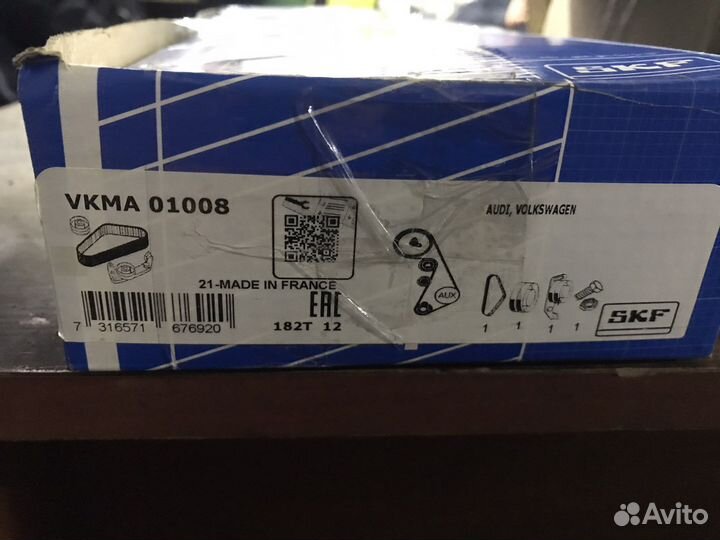 SKF
VKMA 01008
AUDI, VOLKSWAGEN
21-MADE IN FRANCE
AUX
7 316571 676920
EAC
182T 12
1 1 1 1
SKF
Avito